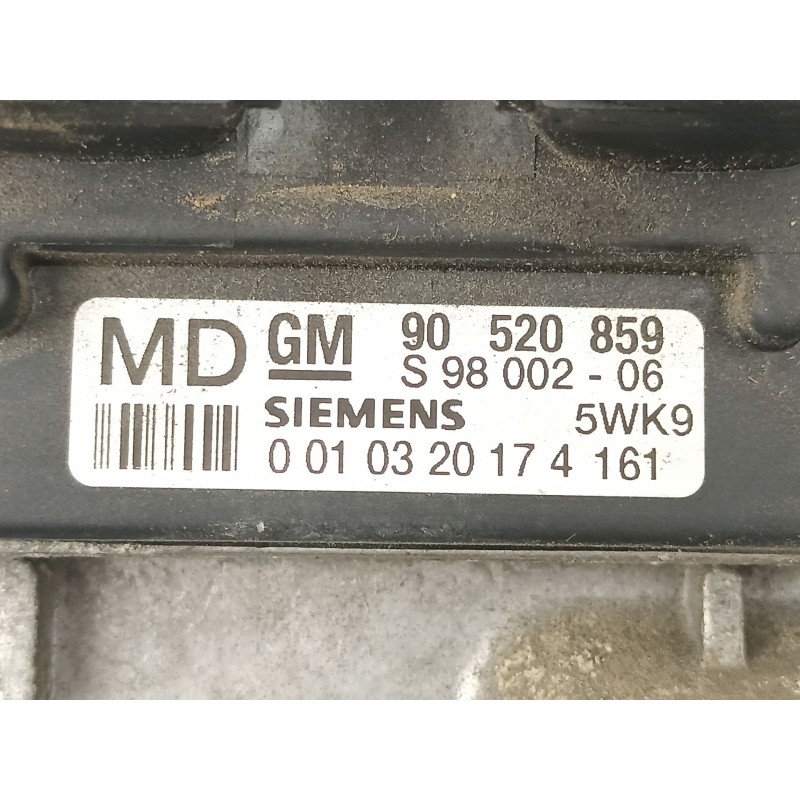 MD GM 90 520 859
S 98 002 - 06
SIEMENS 5WK9
0 01 03 20 17 4 161